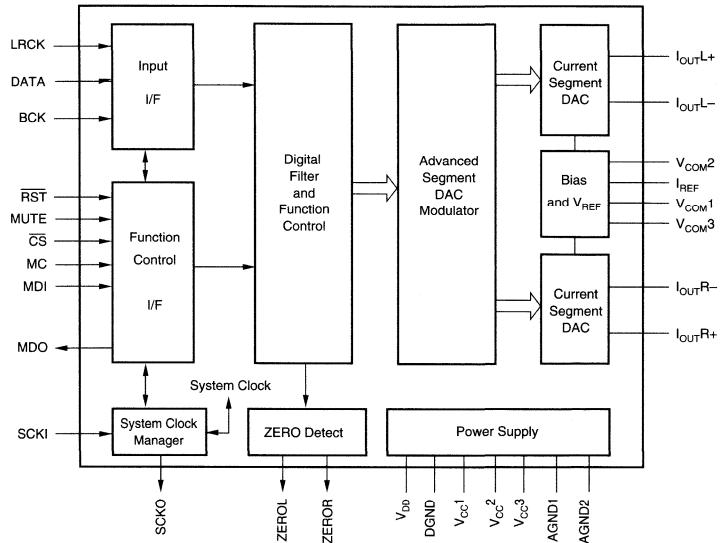 LRCK
DATA
BCK
Input
I/F
RST
MUTE
CS
MC
MDI
MDO
Function
Control
I/F
SCKI
System Clock
Manager
System Clock
SCKO
Digital
Filter
and
Function
Control
ZERO Detect
ZEROL
ZEROR
Advanced
Segment
DAC
Modulator
Current
Segment
DAC
IOUTL+
IOUTL–
Bias
and VREF
VCOM2
IREF
VCOM1
VCOM3
Current
Segment
DAC
IOUTR–
IOUTR+
Power Supply
VDD
DGND
VCC1
VCC2
VCC3
AGND1
AGND2